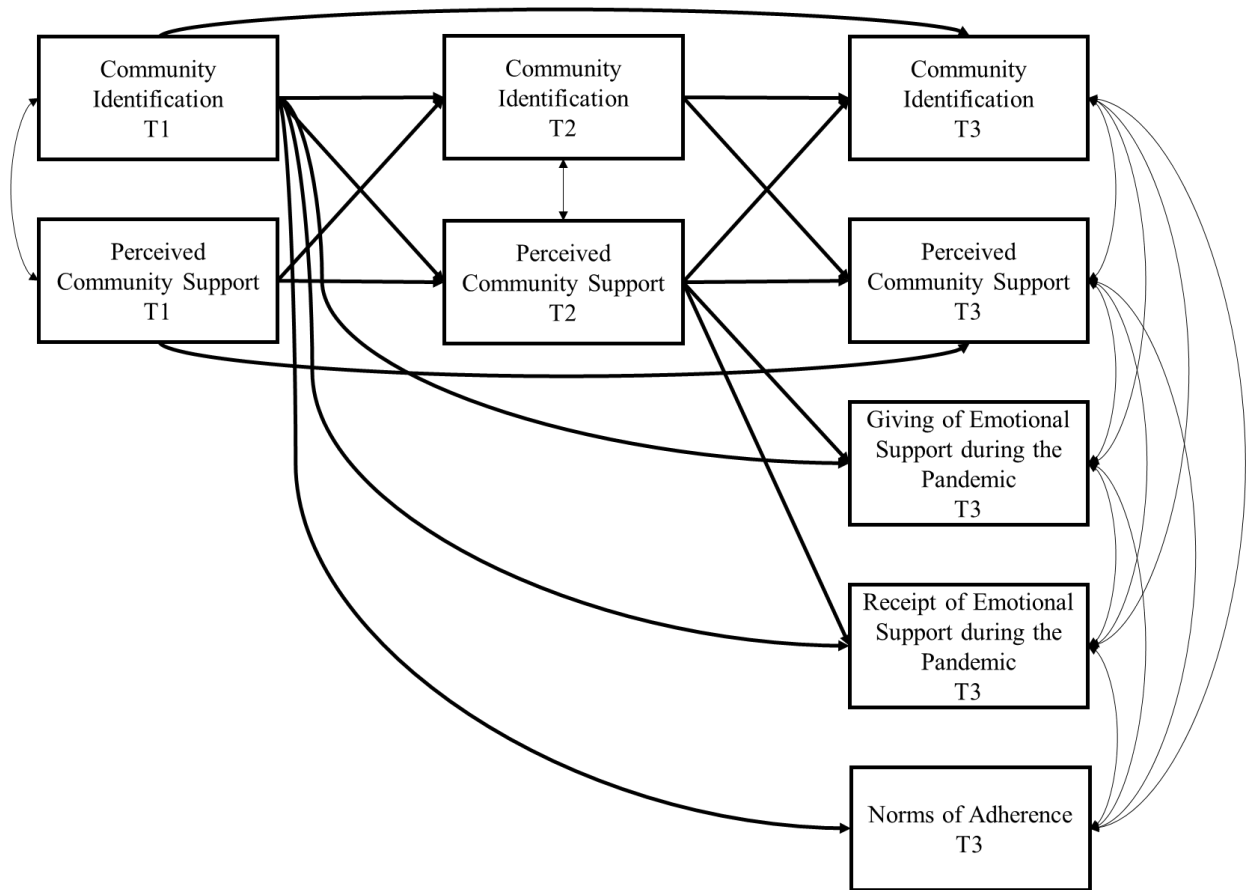 Community
Identification
T1
Community
Identification
T2
Community
Identification
T3
Perceived
Community Support
T1
Perceived
Community Support
T2
Perceived
Community Support
T3
Giving of Emotional
Support during the
Pandemic
T3
Receipt of Emotional
Support during the
Pandemic
T3
Norms of Adherence
T3